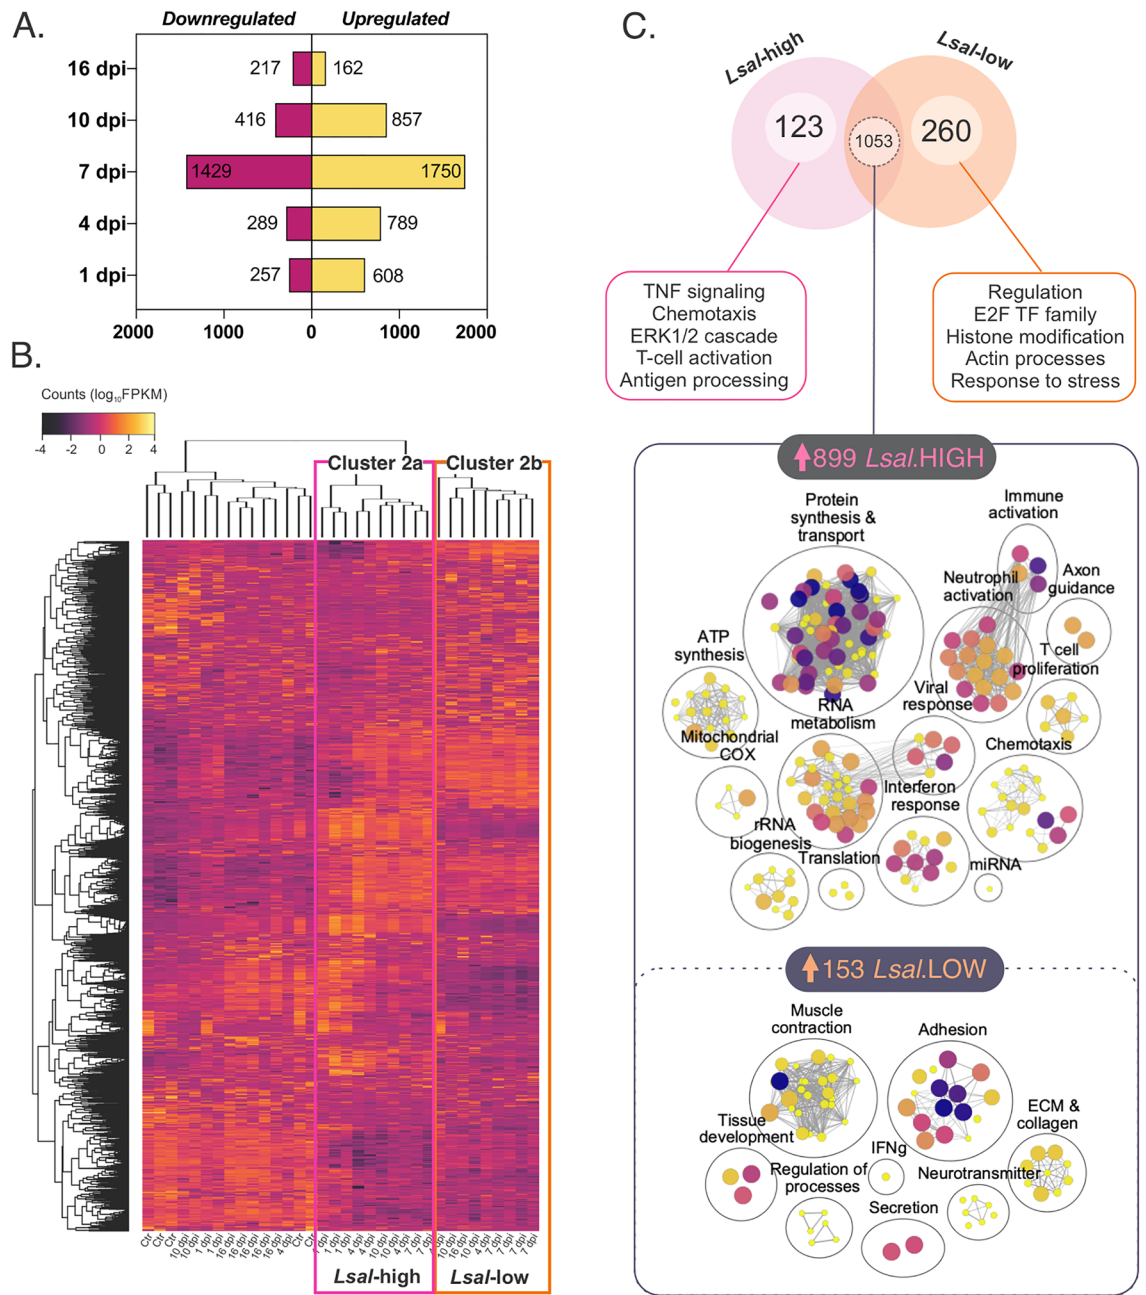 A.
Downregulated Upregulated
16 dpi 217 162
10 dpi 416 857
7 dpi 1429 1750
4 dpi 289 789
1 dpi 257 608
2000 1000 0 1000 2000
B.
Counts (log10FPKM)
-4 -2 0 2 4
Cluster 2a Cluster 2b
Lsal-high Lsal-low
C.
Lsal-high Lsal-low
123 1053 260
TNF signaling
Chemotaxis
ERK1/2 cascade
T-cell activation
Antigen processing
Regulation
E2F TF family
Histone modification
Actin processes
Response to stress
899 Lsal.HIGH
Protein
synthesis &
transport
Immune
activation
Neutrophil
activation
Axon
guidance
ATP
synthesis
T cell
proliferation
RNA
metabolism
Viral
response
Mitochondrial
COX
Chemotaxis
Interferon
response
rRNA
biogenesis
Translation
miRNA
153 Lsal.LOW
Muscle
contraction
Adhesion
Tissue
development
ECM &
collagen
IFNg
Regulation of
processes
Neurotransmitter
Secretion